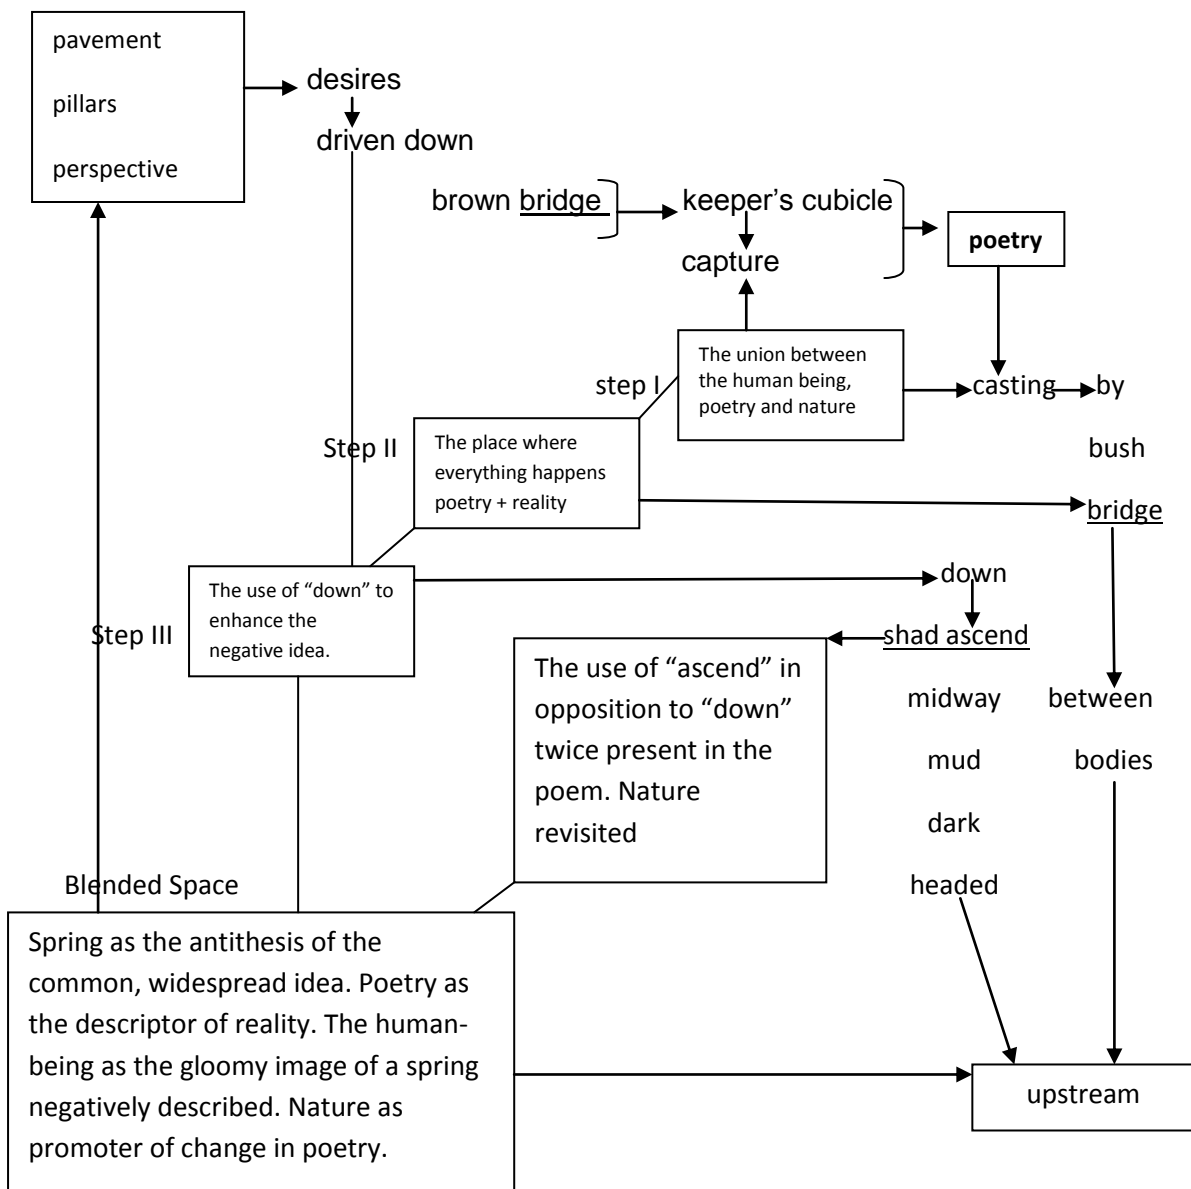 pavement
pillars
perspective
desires
driven down
brown bridge
keeper’s cubicle
capture
poetry
step I
The union between
the human being,
poetry and nature
casting
by
bush
bridge
Step II
The place where
everything happens
poetry + reality
Step III
The use of “down” to
enhance the
negative idea.
down
shad ascend
midway
mud
dark
headed
between
bodies
The use of “ascend” in
opposition to “down”
twice present in the
poem. Nature
revisited
Blended Space
Spring as the antithesis of the
common, widespread idea. Poetry as
the descriptor of reality. The human-
being as the gloomy image of a spring
negatively described. Nature as
promoter of change in poetry.
upstream